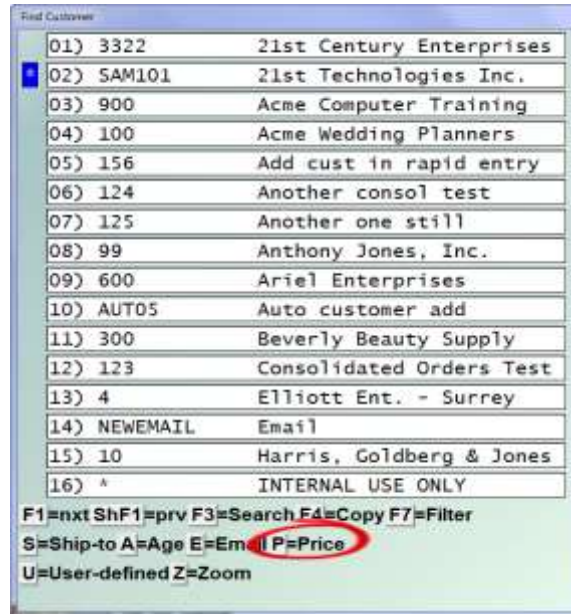 Find Customer
01) 3322 21st Century Enterprises
* 02) SAM101 21st Technologies Inc.
03) 900 Acme Computer Training
04) 100 Acme Wedding Planners
05) 156 Add cust in rapid entry
06) 124 Another consol test
07) 125 Another one still
08) 99 Anthony Jones, Inc.
09) 600 Ariel Enterprises
10) AUTO5 Auto customer add
11) 300 Beverly Beauty Supply
12) 123 Consolidated Orders Test
13) 4 Elliott Ent. - Surrey
14) NEWEMAIL Email
15) 10 Harris, Goldberg & Jones
16) * INTERNAL USE ONLY
F1=nxt ShF1=prv F3=Search F4=Copy F7=Filter
S=Ship-to A=Age E=Email P=Price
U=User-defined Z=Zoom